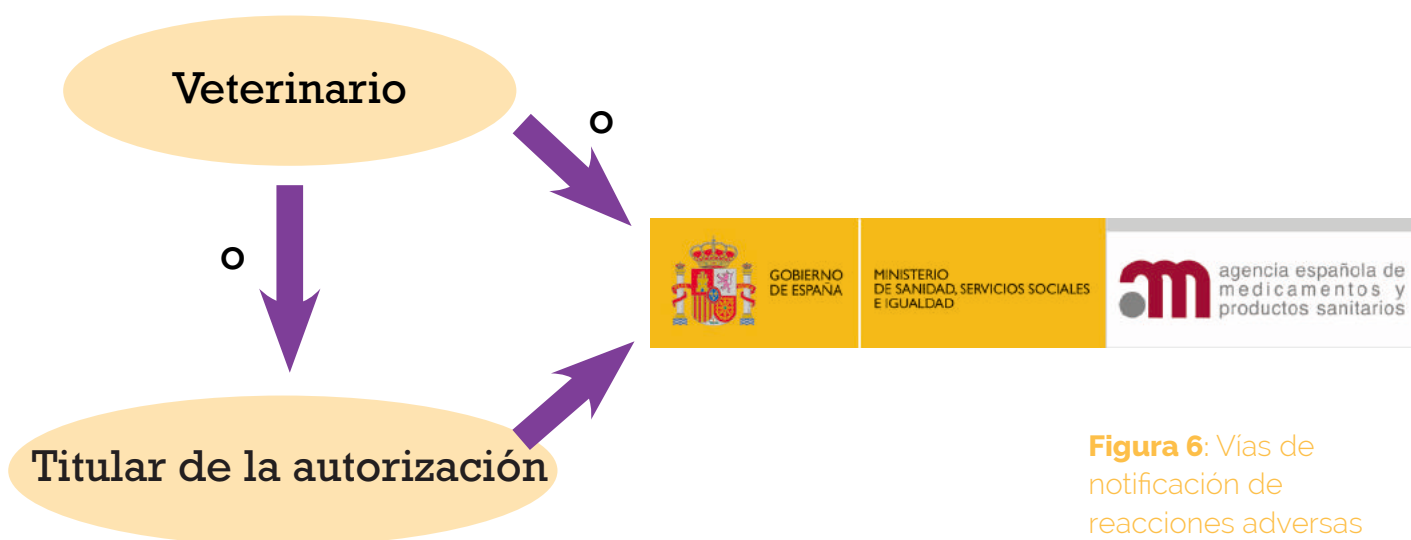 Veterinario
o
o
GOBIERNO
DE ESPAÑA
MINISTERIO
DE SANIDAD, SERVICIOS SOCIALES
E IGUALDAD
am
agencia española de
medicamentos y
productos sanitarios
Titular de la autorización
Figura 6: Vías de
notificación de
reacciones adversas